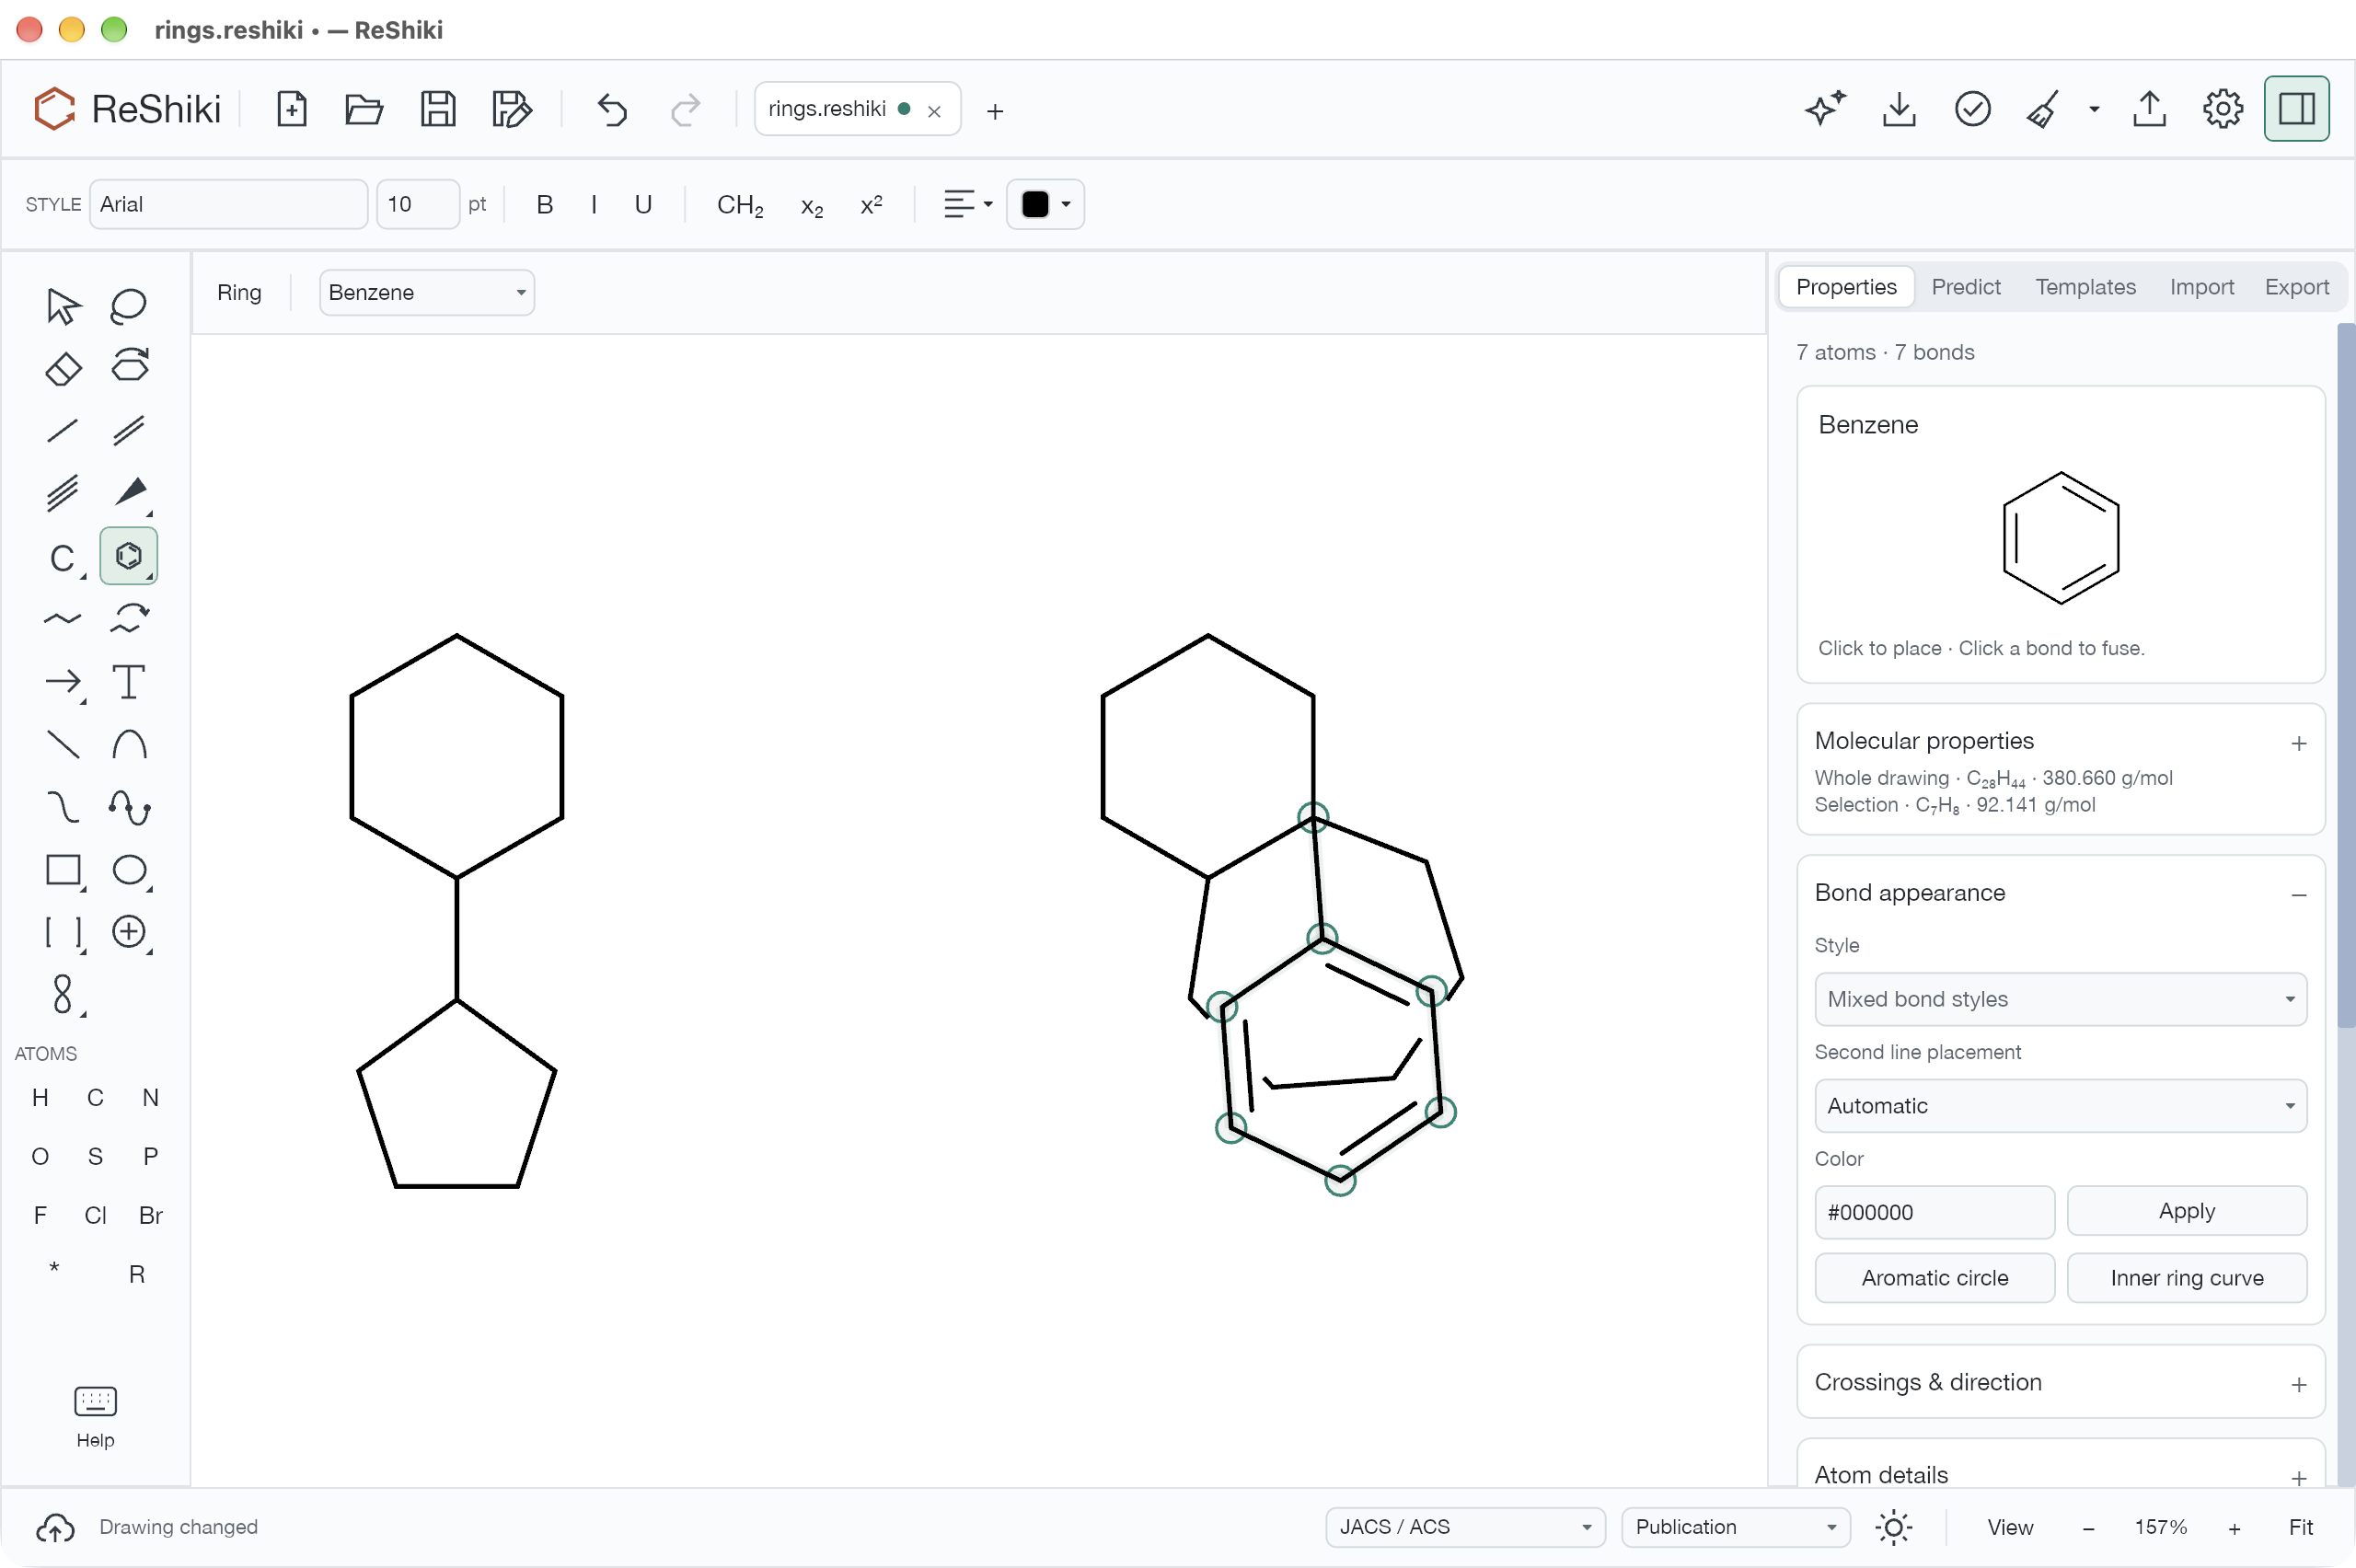 rings.reshiki • — ReShiki
ReShiki
rings.reshiki
STYLE Arial 10 pt B I U CH₂ x₂ x²
Ring Benzene
Properties Predict Templates Import Export
7 atoms · 7 bonds
Benzene
Click to place · Click a bond to fuse.
Molecular properties
Whole drawing · C₂₈H₄₄ · 380.660 g/mol
Selection · C₇H₈ · 92.141 g/mol
Bond appearance
Style
Mixed bond styles
Second line placement
Automatic
Color
#000000 Apply
Aromatic circle Inner ring curve
Crossings & direction
Atom details
C
T
ATOMS
H C N
O S P
F Cl Br
* R
Help
Drawing changed
JACS / ACS
Publication
View – 157% + Fit